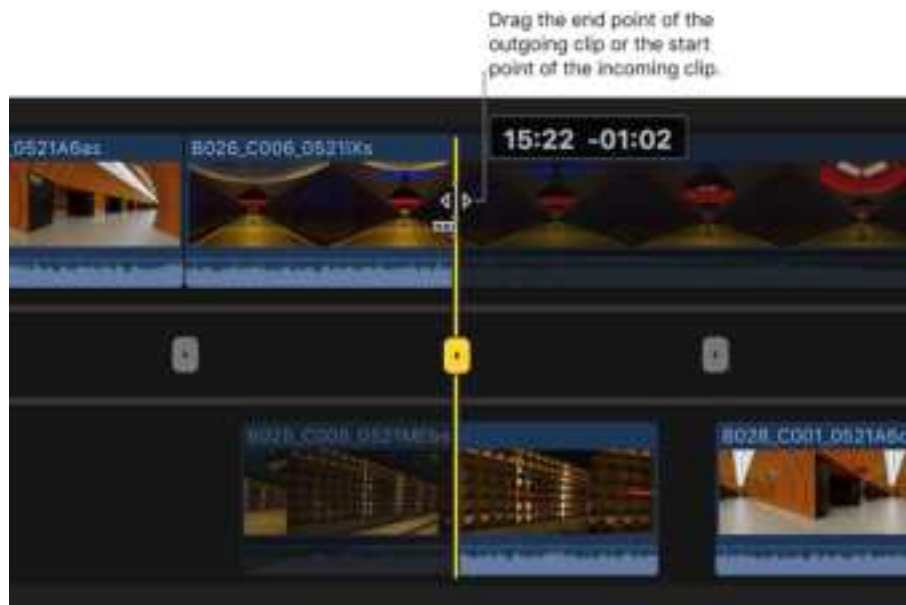 Drag the end point of the
outgoing clip or the start
point of the incoming clip.
15:22 -01:02
_0521A6as
B026_C006_0521IXs
B028_C001_0521A6